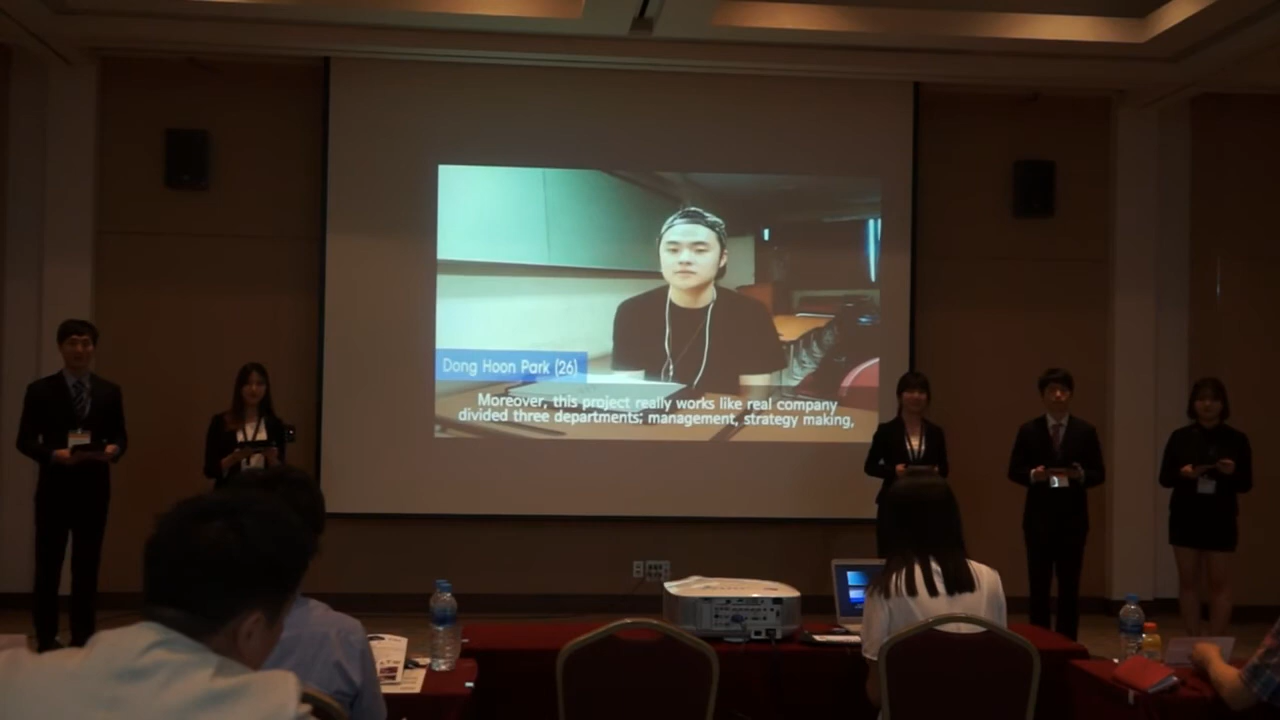 Dong Hoon Park (26)
Moreover, this project really works like real company
divided three departments; management, strategy making,